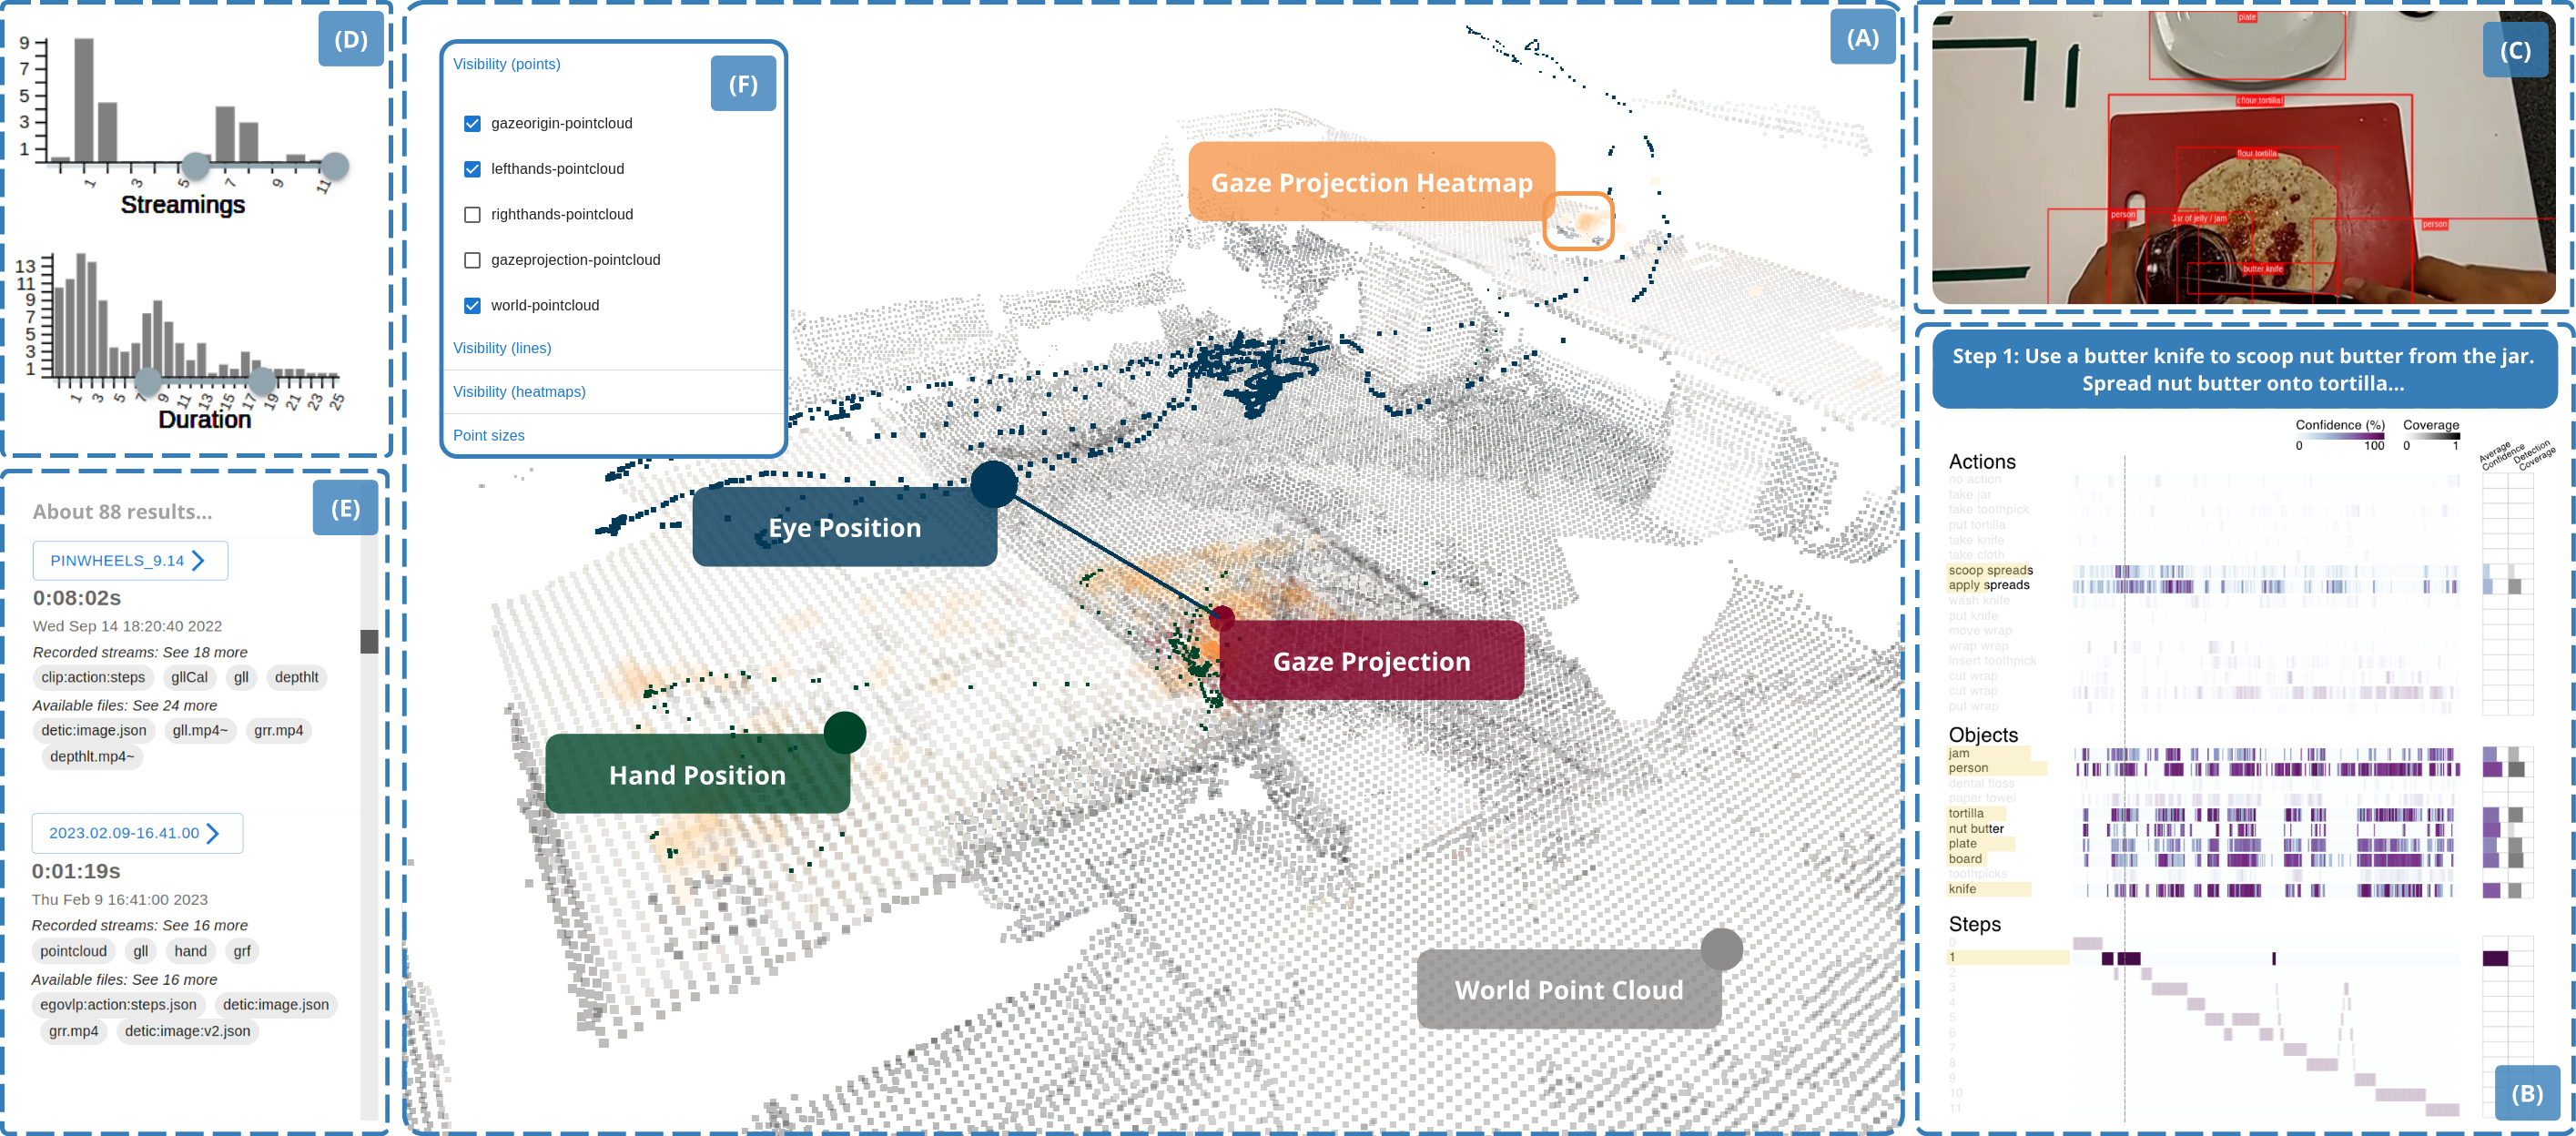 (D)
9
7
5
3
1
1
3
5
7
9
11
Streamings
13
11
9
7
5
3
1
1
3
5
7
9
11
13
15
17
19
21
23
25
Duration
(E)
About 88 results...
PINWHEELS_9.14
0:08:02s
Wed Sep 14 18:20:40 2022
Recorded streams: See 18 more
clip:action:steps gllCal gll depthlt
Available files: See 24 more
detic:image.json gll.mp4~ grr.mp4
depthlt.mp4~
2023.02.09-16.41.00
0:01:19s
Thu Feb 9 16:41:00 2023
Recorded streams: See 16 more
pointcloud gll hand grf
Available files: See 16 more
egovlp:action:steps.json detic:image.json
grr.mp4 detic:image:v2.json
(A)
(F)
Visibility (points)
gazeorigin-pointcloud
lefthands-pointcloud
righthands-pointcloud
gazeprojection-pointcloud
world-pointcloud
Visibility (lines)
Visibility (heatmaps)
Point sizes
Gaze Projection Heatmap
Eye Position
Gaze Projection
Hand Position
World Point Cloud
(C)
plate
flour tortilla
person
Jar of jelly / jam
person
butter knife
Step 1: Use a butter knife to scoop nut butter from the jar.
Spread nut butter onto tortilla...
Confidence (%) Coverage
0 100 0 1
Average Confidence
Detection Coverage
Actions
no action
take jar
take toothpick
put tortilla
take knife
take cloth
scoop spreads
apply spreads
wash knife
put knife
move wrap
wrap wrap
insert toothpick
cut wrap
cut wrap
put wrap
Objects
jam
person
dental floss
paper towel
tortilla
nut butter
plate
board
toothpicks
knife
Steps
0
1
2
3
4
5
6
7
8
9
10
11
(B)